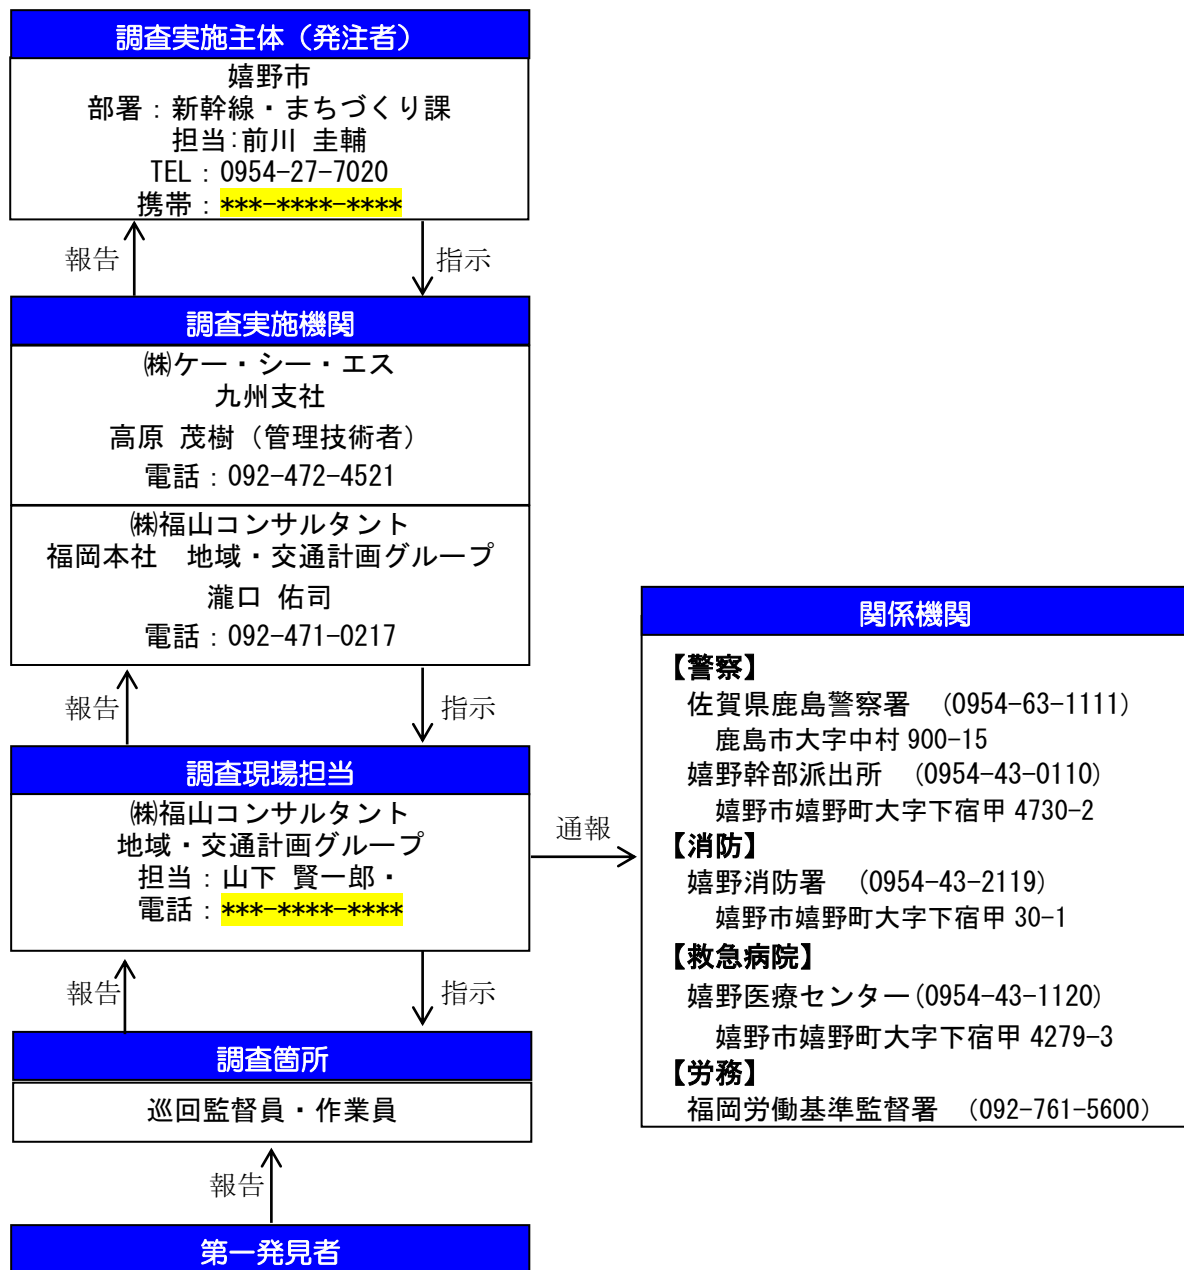 調査実施主体（発注者）
嬉野市
部署：新幹線・まちづくり課
担当:前川 圭輔
TEL：0954-27-7020
携帯：***-****-****
報告
指示
調査実施機関
㈱ケー・シー・エス
九州支社
高原 茂樹（管理技術者）
電話：092-472-4521
㈱福山コンサルタント
福岡本社　地域・交通計画グループ
瀧口 佑司
電話：092-471-0217
報告
指示
調査現場担当
㈱福山コンサルタント
地域・交通計画グループ
担当：山下 賢一郎・
電話：***-****-****
通報
報告
指示
調査箇所
巡回監督員・作業員
報告
第一発見者
関係機関
【警察】
佐賀県鹿島警察署　（0954-63-1111）
鹿島市大字中村 900-15
嬉野幹部派出所　（0954-43-0110）
嬉野市嬉野町大字下宿甲 4730-2
【消防】
嬉野消防署　（0954-43-2119）
嬉野市嬉野町大字下宿甲 30-1
【救急病院】
嬉野医療センター(0954-43-1120)
嬉野市嬉野町大字下宿甲 4279-3
【労務】
福岡労働基準監督署　（092-761-5600）